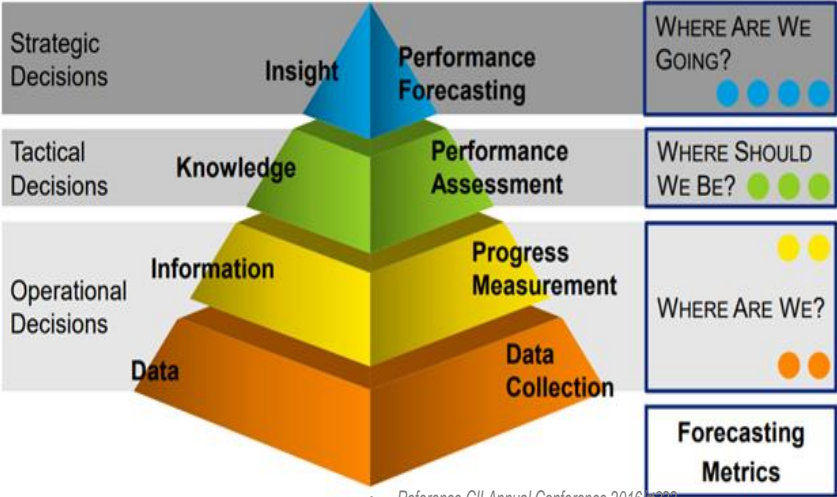 Strategic
Decisions
Insight
Performance
Forecasting
WHERE ARE WE
GOING?
Tactical
Decisions
Knowledge
Performance
Assessment
WHERE SHOULD
WE BE?
Operational
Decisions
Information
Progress
Measurement
WHERE ARE WE?
Data
Data
Collection
Forecasting
Metrics
Reference CII Annual Conference 2016